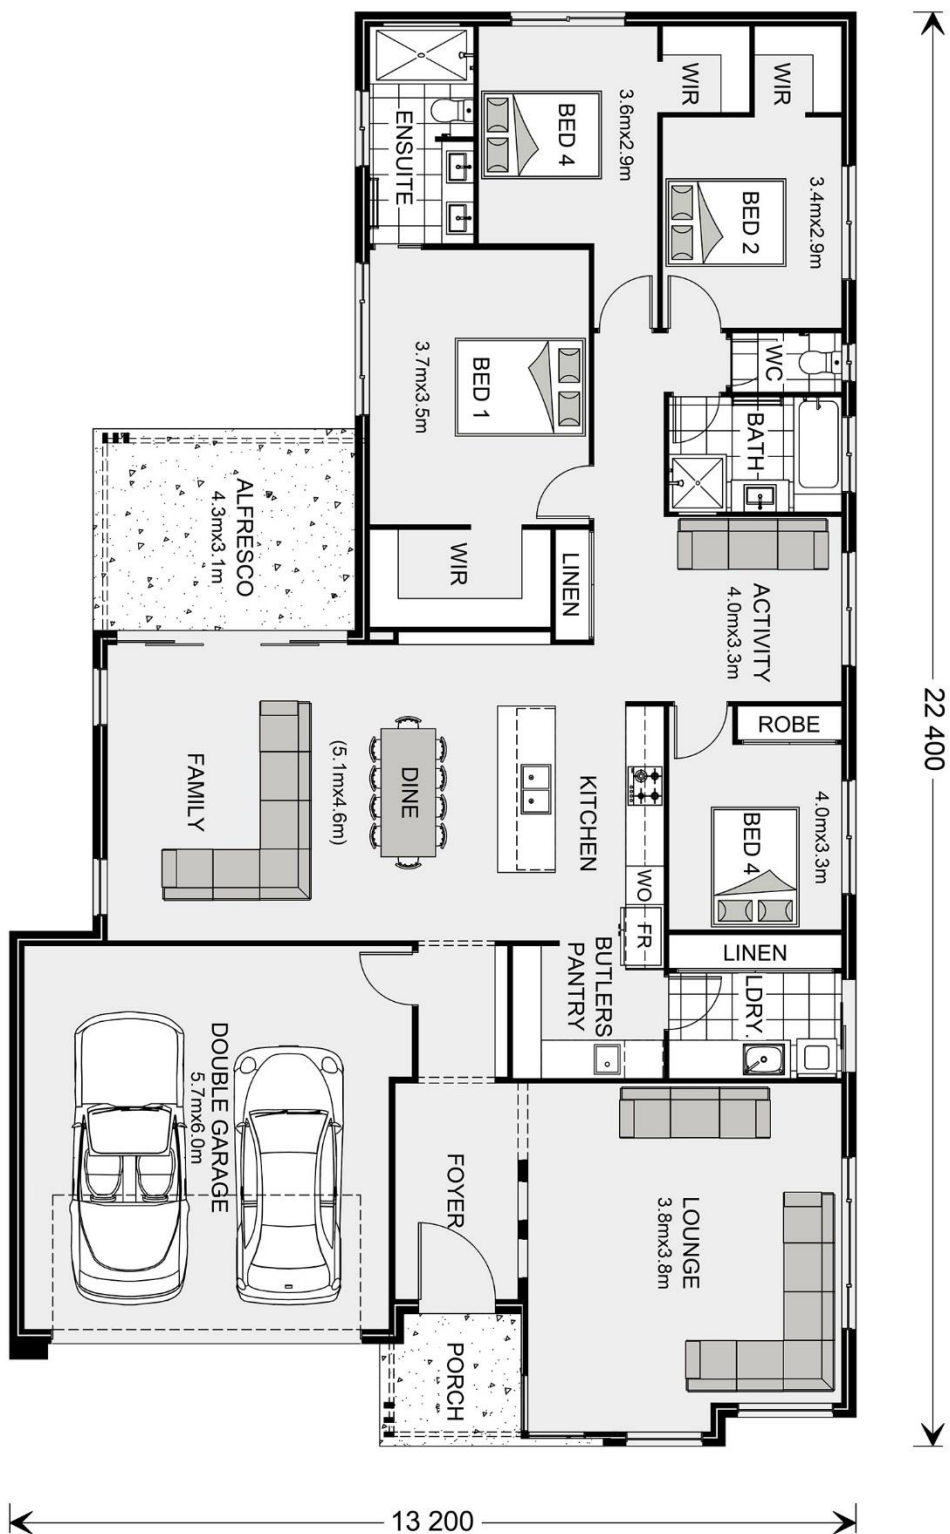 WIR
WIR
ENSUITE
BED 4
3.6mx2.9m
BED 2
3.4mx2.9m
WC
BED 1
3.7mx3.5m
BATH
ALFRESCO
4.3mx3.1m
WIR
LINEN
ACTIVITY
4.0mx3.3m
ROBE
FAMILY
(5.1mx4.6m)
DINE
KITCHEN
BED 4
4.0mx3.3m
WO
FR
LINEN
BUTLERS
PANTRY
LDRY.
DOUBLE GARAGE
5.7mx6.0m
FOYER
LOUNGE
3.8mx3.8m
PORCH
22 400
13 200